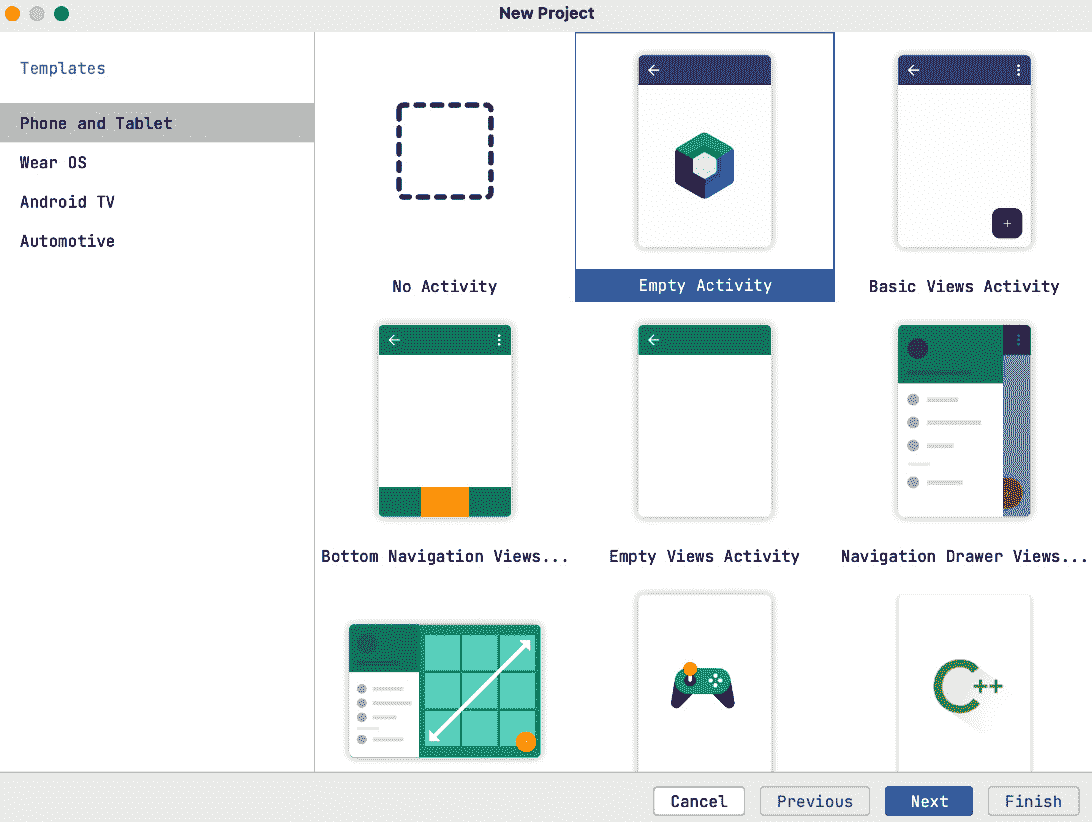 New Project
Templates
Phone and Tablet
Wear OS
Android TV
Automotive
No Activity
Empty Activity
Basic Views Activity
Bottom Navigation Views...
Empty Views Activity
Navigation Drawer Views...
C++
Cancel
Previous
Next
Finish